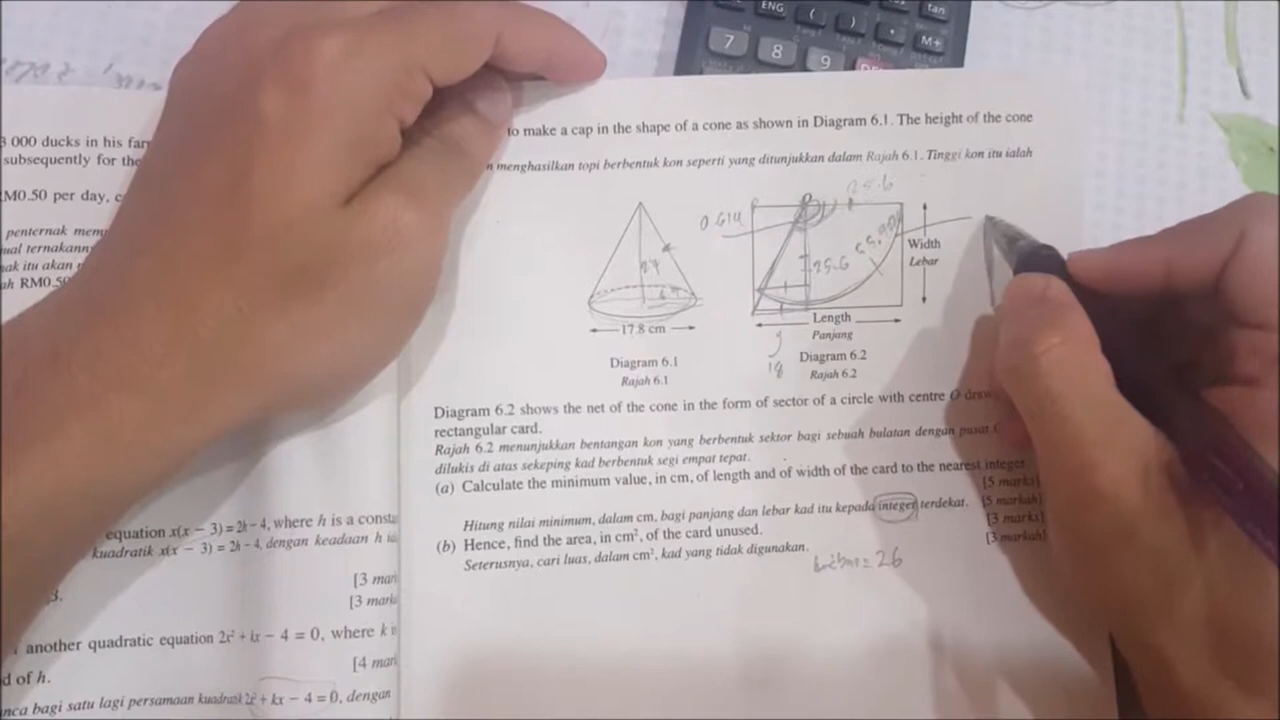 ENG
(
)
,
tan
7
8
9
M+
3 000 ducks in his far
subsequently for the
RM0.50 per day, c
penternak mem
ual ternakann
nak itu akan
ah RM0.50
equation x(x − 3) = 2h − 4, where h is a consta
kuadratik x(x − 3) = 2h − 4, dengan keadaan h
[3 mar
3.
[3 marka
another quadratic equation 2x² + kx − 4 = 0, where k i
[4 mar
d of h.
nca bagi satu lagi persamaan kuadratik 2x² + kx − 4 = 0, dengan
to make a cap in the shape of a cone as shown in Diagram 6.1. The height of the cone
n menghasilkan topi berbentuk kon seperti yang ditunjukkan dalam Rajah 6.1. Tinggi kon itu ialah
25.6
0.614
24
25.6
Width
Lebar
17.8 cm
Length
Panjang
y
18
Diagram 6.1
Rajah 6.1
Diagram 6.2
Rajah 6.2
Diagram 6.2 shows the net of the cone in the form of sector of a circle with centre O draw
rectangular card.
Rajah 6.2 menunjukkan bentangan kon yang berbentuk sektor bagi sebuah bulatan dengan pusat
dilukis di atas sekeping kad berbentuk segi empat tepat.
(a) Calculate the minimum value, in cm, of length and of width of the card to the nearest integer.
[5 marks]
Hitung nilai minimum, dalam cm, bagi panjang dan lebar kad itu kepada integer terdekat. [5 markah]
(b) Hence, find the area, in cm², of the card unused. [3 marks]
Seterusnya, cari luas, dalam cm², kad yang tidak digunakan. [3 markah]
= 26